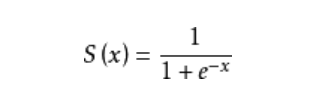 S (x) = 1 / (1 + e^{-x})